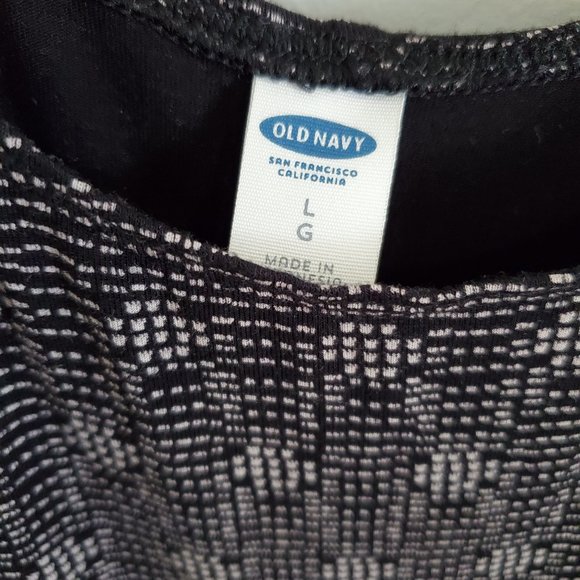 OLD NAVY
SAN FRANCISCO
CALIFORNIA
L
G
MADE IN